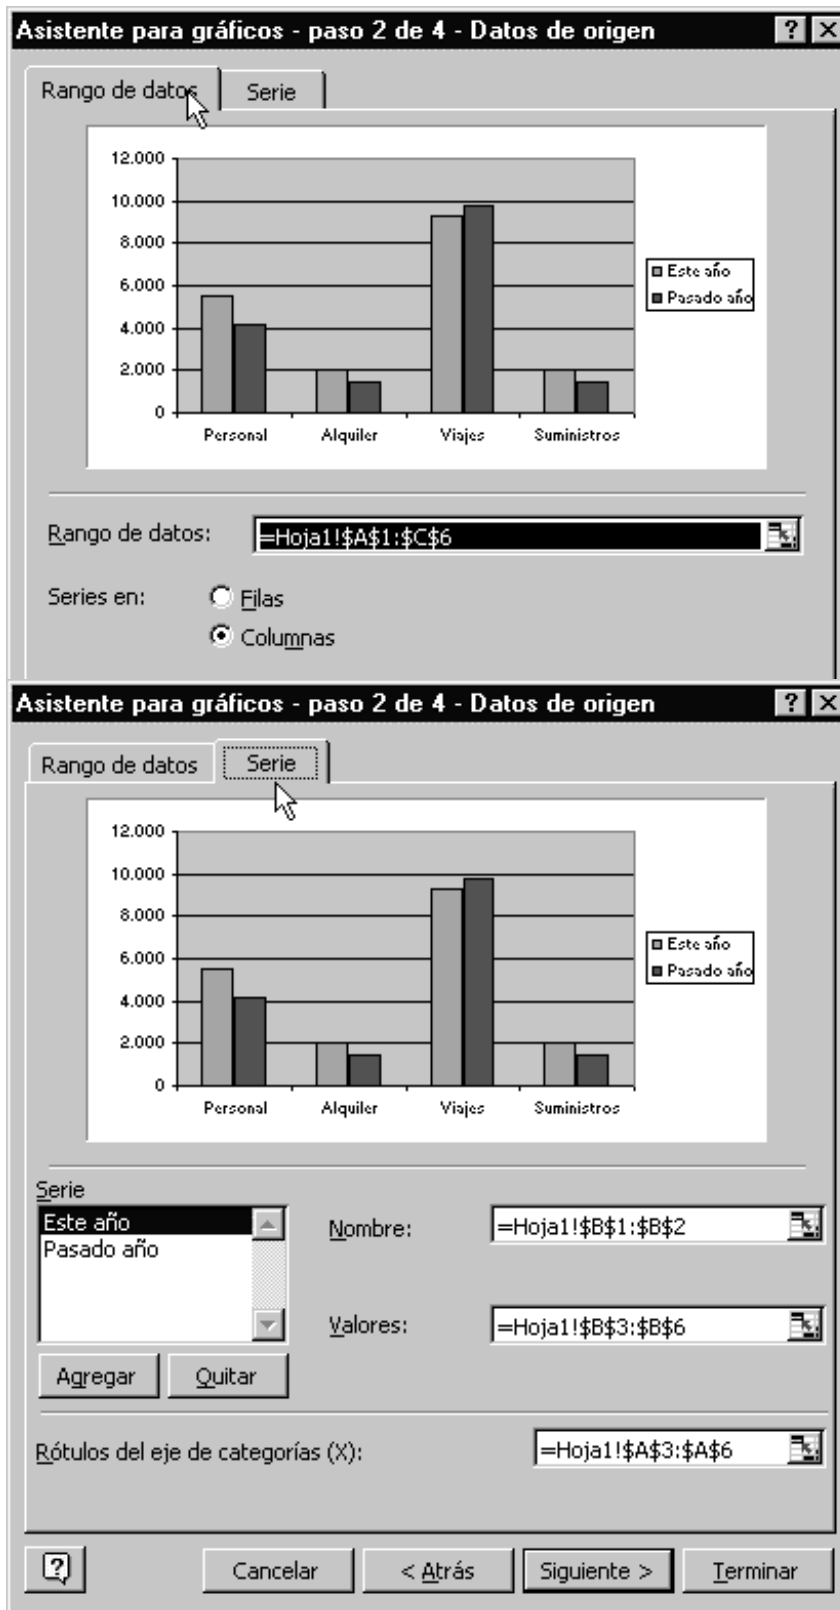 Asistente para gráficos - paso 2 de 4 - Datos de origen
Rango de datos Serie
12.000
10.000
8.000
6.000
4.000
2.000
0
Personal Alquiler Viajes Suministros
Este año
Pasado año
Rango de datos: =Hoja1!$A$1:$C$6
Series en: Filas
Columnas
Asistente para gráficos - paso 2 de 4 - Datos de origen
Rango de datos Serie
12.000
10.000
8.000
6.000
4.000
2.000
0
Personal Alquiler Viajes Suministros
Este año
Pasado año
Serie
Este año
Pasado año
Nombre: =Hoja1!$B$1:$B$2
Valores: =Hoja1!$B$3:$B$6
Agregar Quitar
Rótulos del eje de categorías (X): =Hoja1!$A$3:$A$6
Cancelar < Atrás Siguiente > Terminar